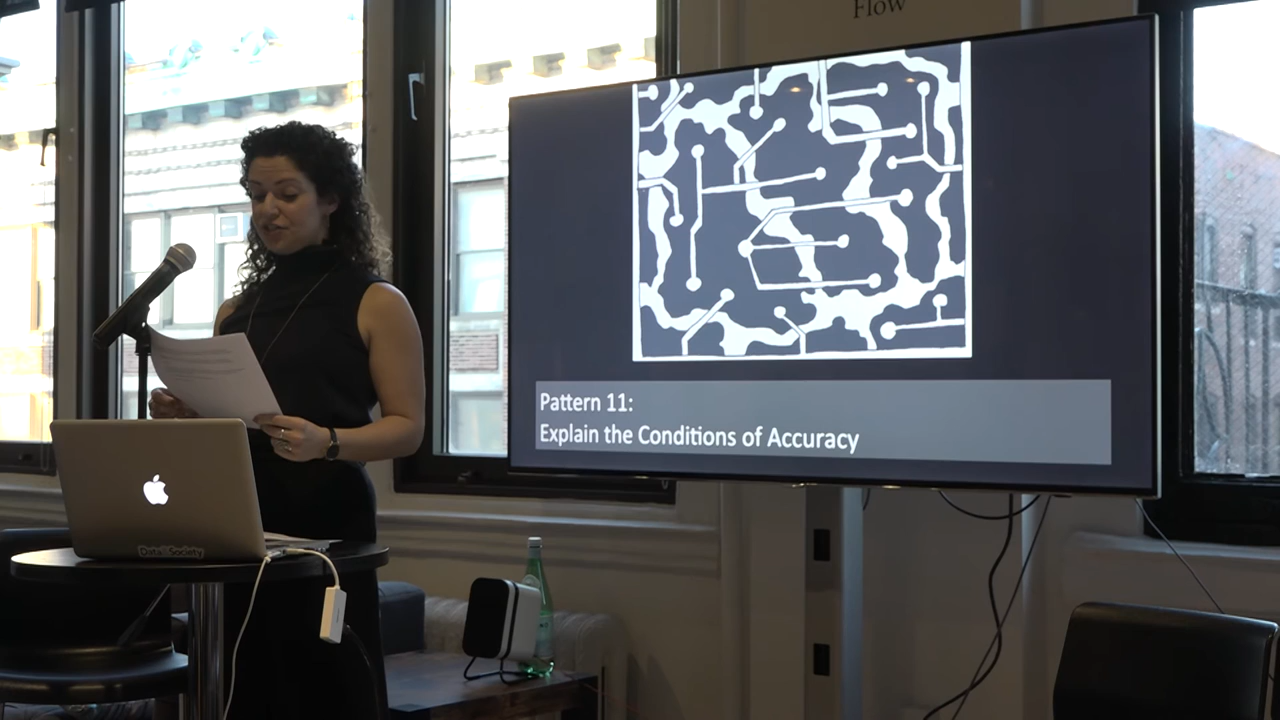 Flow
Pattern 11:
Explain the Conditions of Accuracy
Data&Society